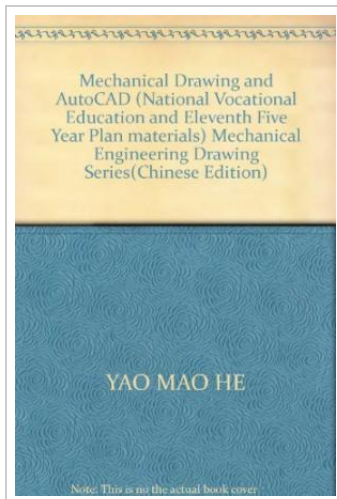 Mechanical Drawing and
AutoCAD (National Vocational
Education and Eleventh Five
Year Plan materials) Mechanical
Engineering Drawing
Series(Chinese Edition)
YAO MAO HE
Note: This is no the actual book cover